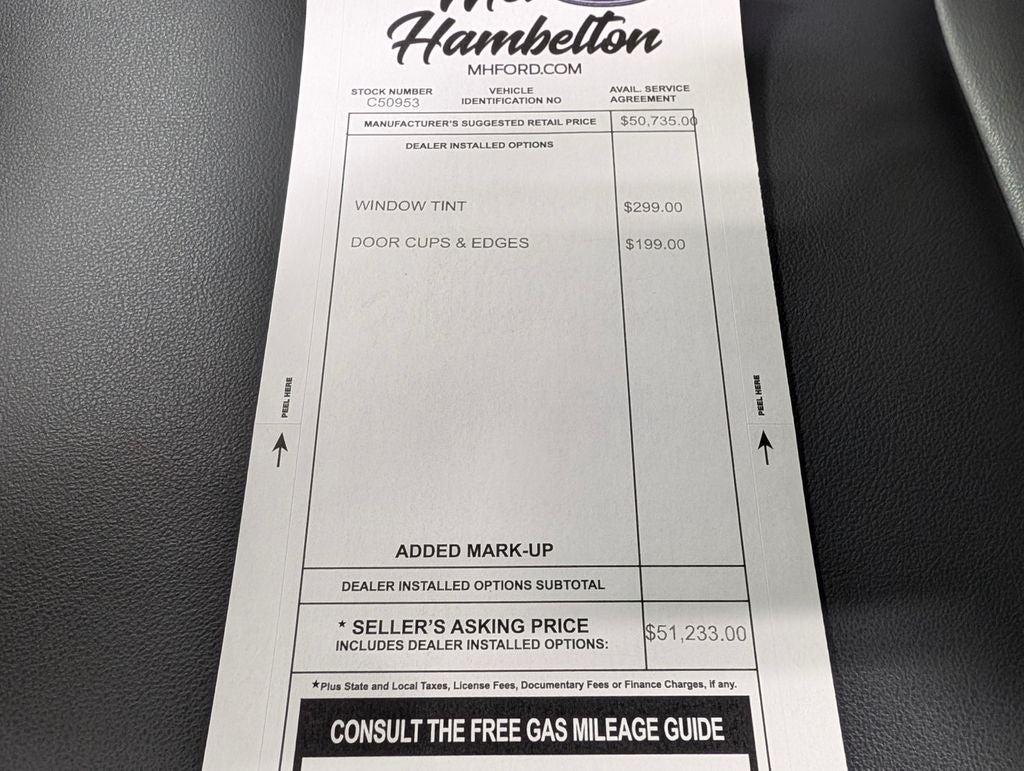 Hambelton
MHFORD.COM
STOCK NUMBER
C50953
VEHICLE
IDENTIFICATION NO
AVAIL. SERVICE
AGREEMENT
MANUFACTURER'S SUGGESTED RETAIL PRICE $50,735.00
DEALER INSTALLED OPTIONS
WINDOW TINT $299.00
DOOR CUPS & EDGES $199.00
PEEL HERE
PEEL HERE
ADDED MARK-UP
DEALER INSTALLED OPTIONS SUBTOTAL
* SELLER'S ASKING PRICE
INCLUDES DEALER INSTALLED OPTIONS:
$51,233.00
★Plus State and Local Taxes, License Fees, Documentary Fees or Finance Charges, if any.
CONSULT THE FREE GAS MILEAGE GUIDE